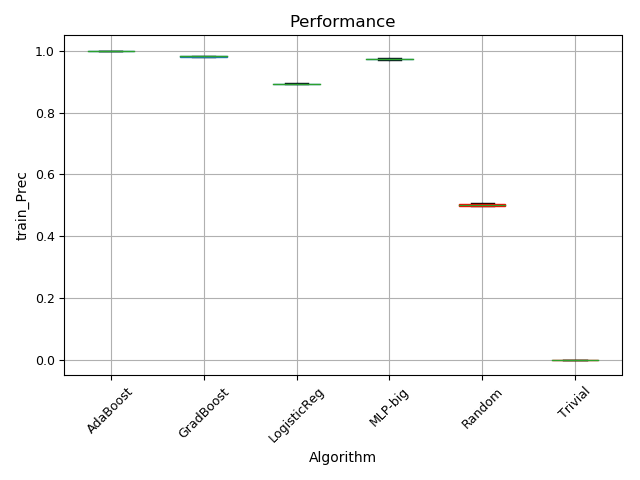 Performance
train_Prec
1.0
0.8
0.6
0.4
0.2
0.0
AdaBoost
GradBoost
LogisticReg
MLP-big
Random
Trivial
Algorithm